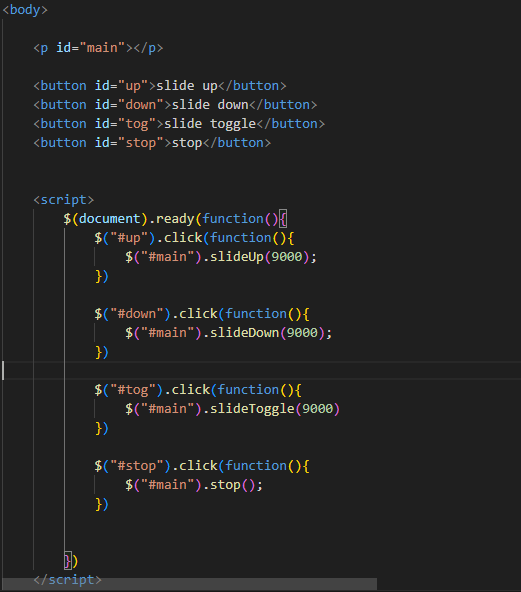 <body>
<p id="main"></p>
<button id="up">slide up</button>
<button id="down">slide down</button>
<button id="tog">slide toggle</button>
<button id="stop">stop</button>
<script>
$(document).ready(function(){
$("#up").click(function(){
$("#main").slideUp(9000);
})
$("#down").click(function(){
$("#main").slideDown(9000);
})
$("#tog").click(function(){
$("#main").slideToggle(9000)
})
$("#stop").click(function(){
$("#main").stop();
})
})
</script>